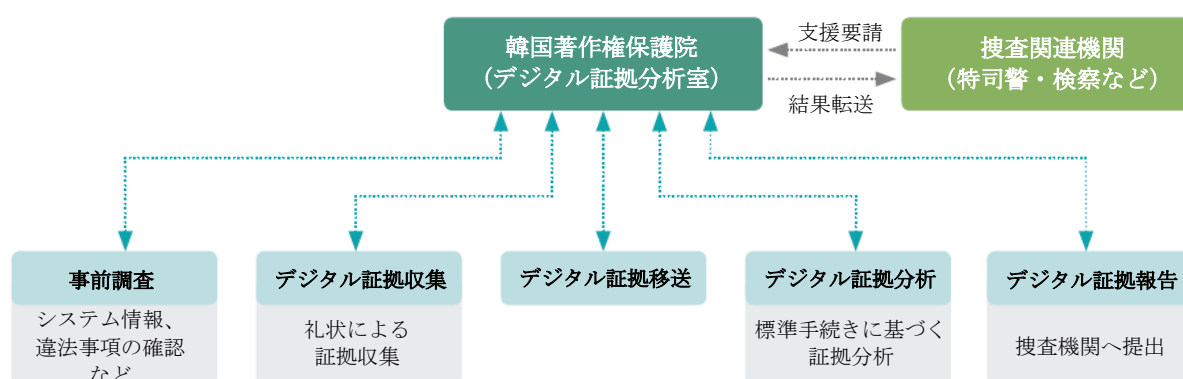 韓国著作権保護院
（デジタル証拠分析室）
支援要請
結果転送
捜査関連機関
（特司警・検察など）
事前調査
システム情報、
違法事項の確認
など
デジタル証拠収集
礼状による
証拠収集
デジタル証拠移送
デジタル証拠分析
標準手続きに基づく
証拠分析
デジタル証拠報告
捜査機関へ提出